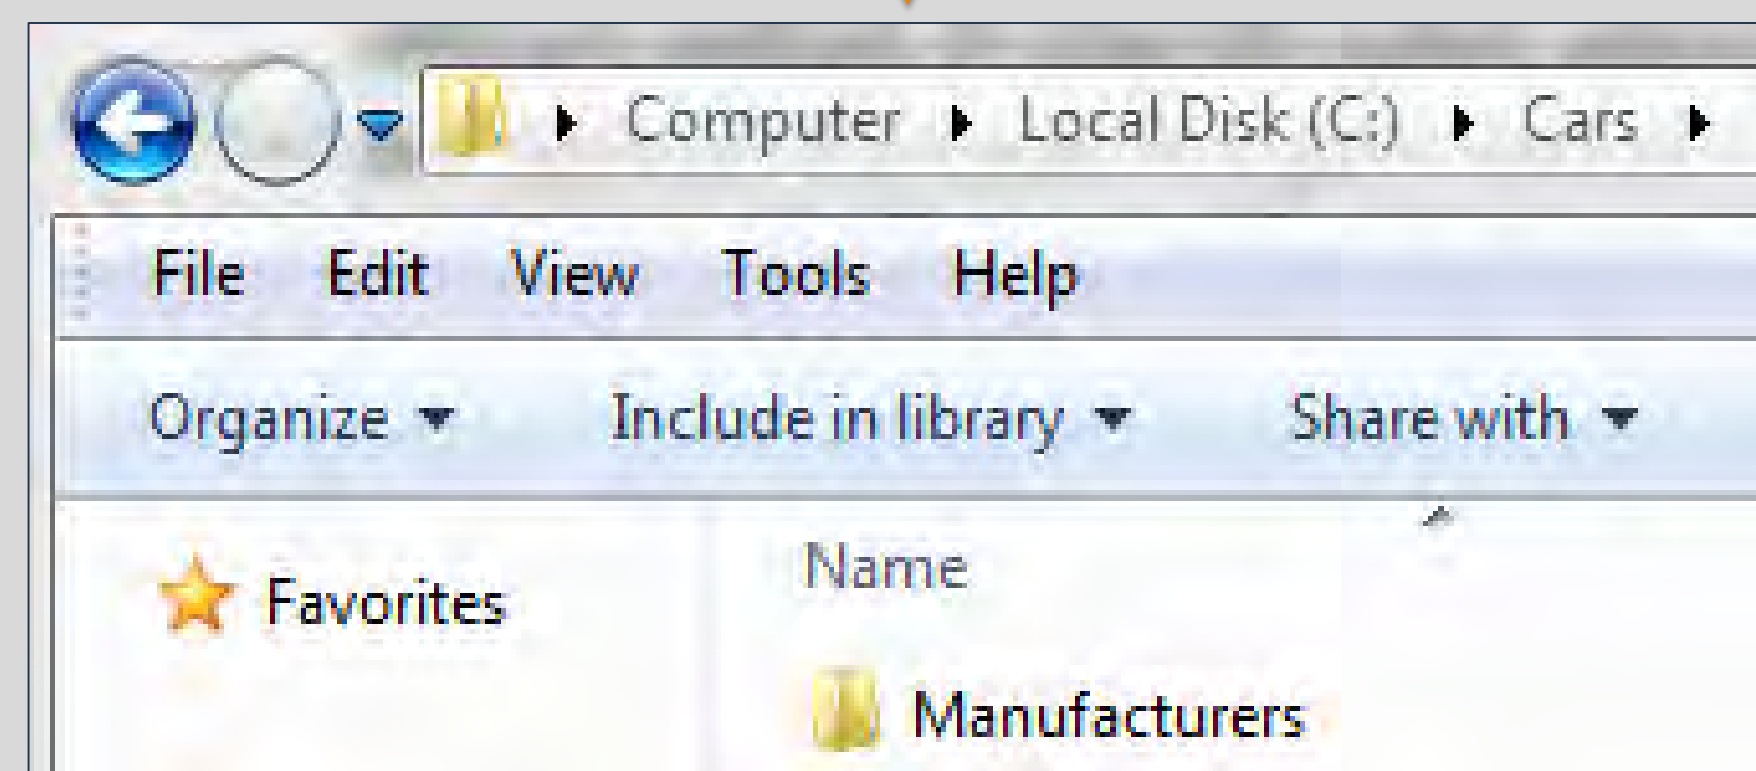 Computer Local Disk (C:) Cars
File Edit View Tools Help
Organize Include in library Share with
Name
Favorites
Manufacturers